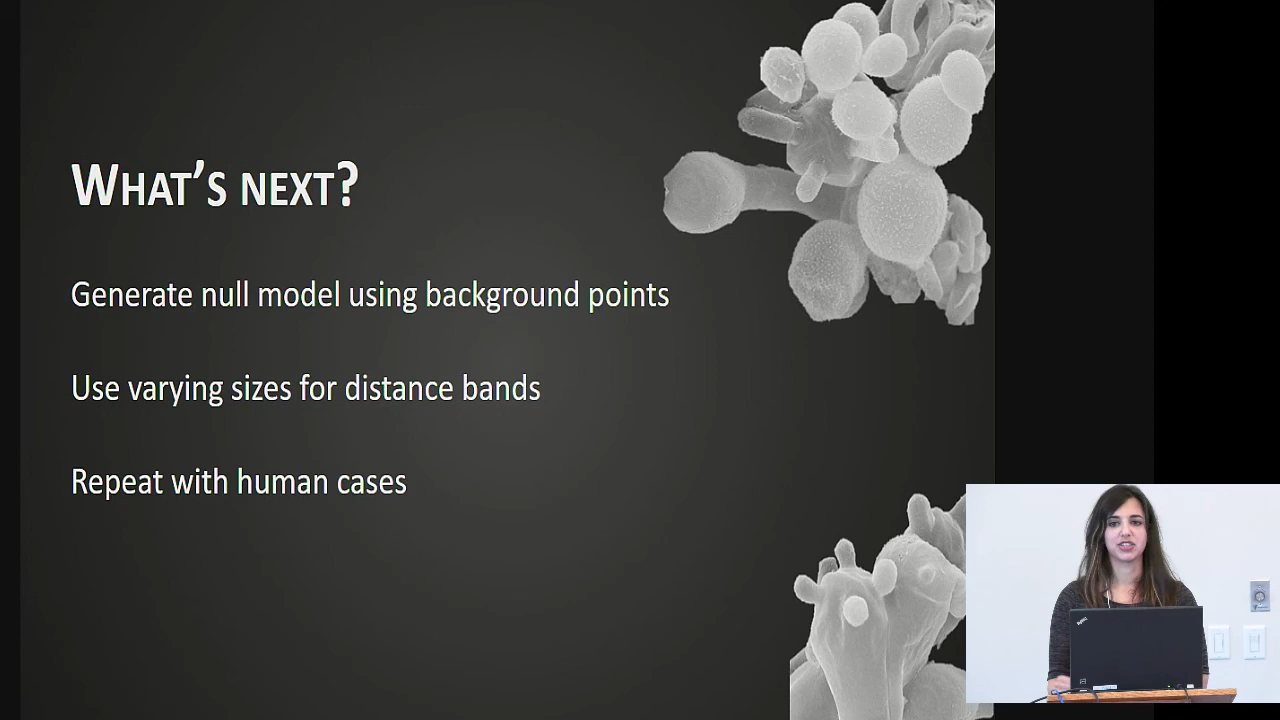 WHAT'S NEXT?
Generate null model using background points
Use varying sizes for distance bands
Repeat with human cases